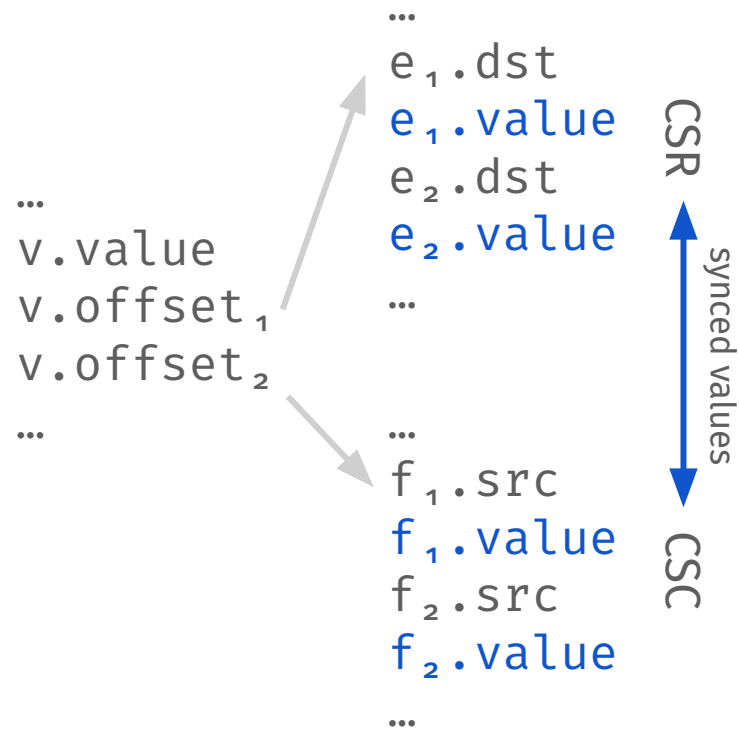 …
v.value
v.offset₁
v.offset₂
…
…
e₁.dst
e₁.value
e₂.dst
e₂.value
…
…
f₁.src
f₁.value
f₂.src
f₂.value
…
CSR
synced values
CSC